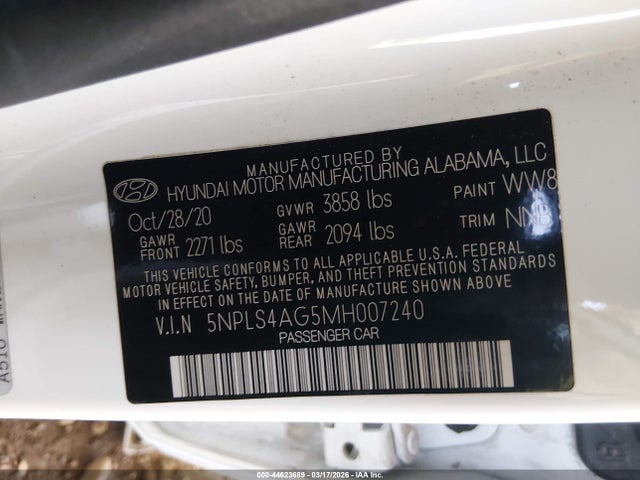 MANUFACTURED BY
HYUNDAI MOTOR MANUFACTURING ALABAMA, LLC
Oct/28/20 GVWR 3858 lbs PAINT WW8
GAWR FRONT 2271 lbs GAWR REAR 2094 lbs TRIM NNB
THIS VEHICLE CONFORMS TO ALL APPLICABLE U.S.A. FEDERAL
MOTOR VEHICLE SAFETY, BUMPER, AND THEFT PREVENTION STANDARDS
IN EFFECT ON THE DATE OF MANUFACTURE SHOWN ABOVE.
V.I.N 5NPLS4AG5MH007240
PASSENGER CAR
A510
000-44623689 - 03/17/2026 - IAA Inc.